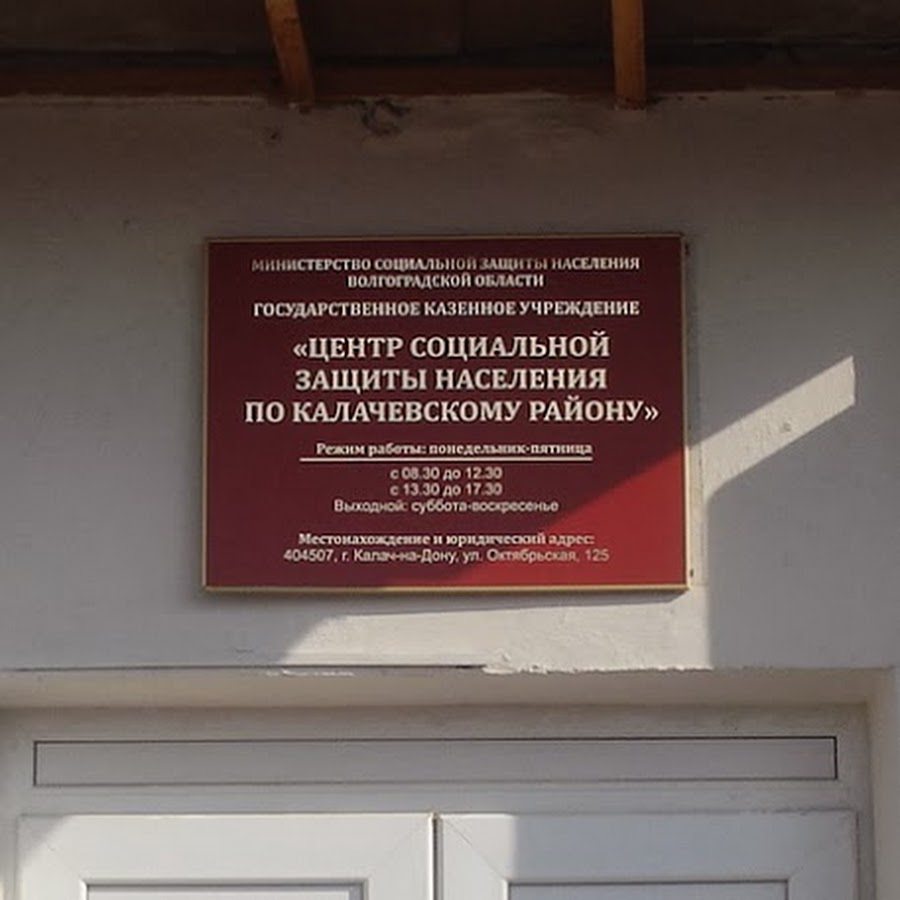 МИНИСТЕРСТВО СОЦИАЛЬНОЙ ЗАЩИТЫ НАСЕЛЕНИЯ
ВОЛГОГРАДСКОЙ ОБЛАСТИ
ГОСУДАРСТВЕННОЕ КАЗЕННОЕ УЧРЕЖДЕНИЕ
«ЦЕНТР СОЦИАЛЬНОЙ
ЗАЩИТЫ НАСЕЛЕНИЯ
ПО КАЛАЧЕВСКОМУ РАЙОНУ»
Режим работы: понедельник-пятница
с 08.30 до 12.30
с 13.30 до 17.30
Выходной: суббота-воскресенье
Местонахождение и юридический адрес:
404507, г. Калач-на-Дону, ул. Октябрьская, 125